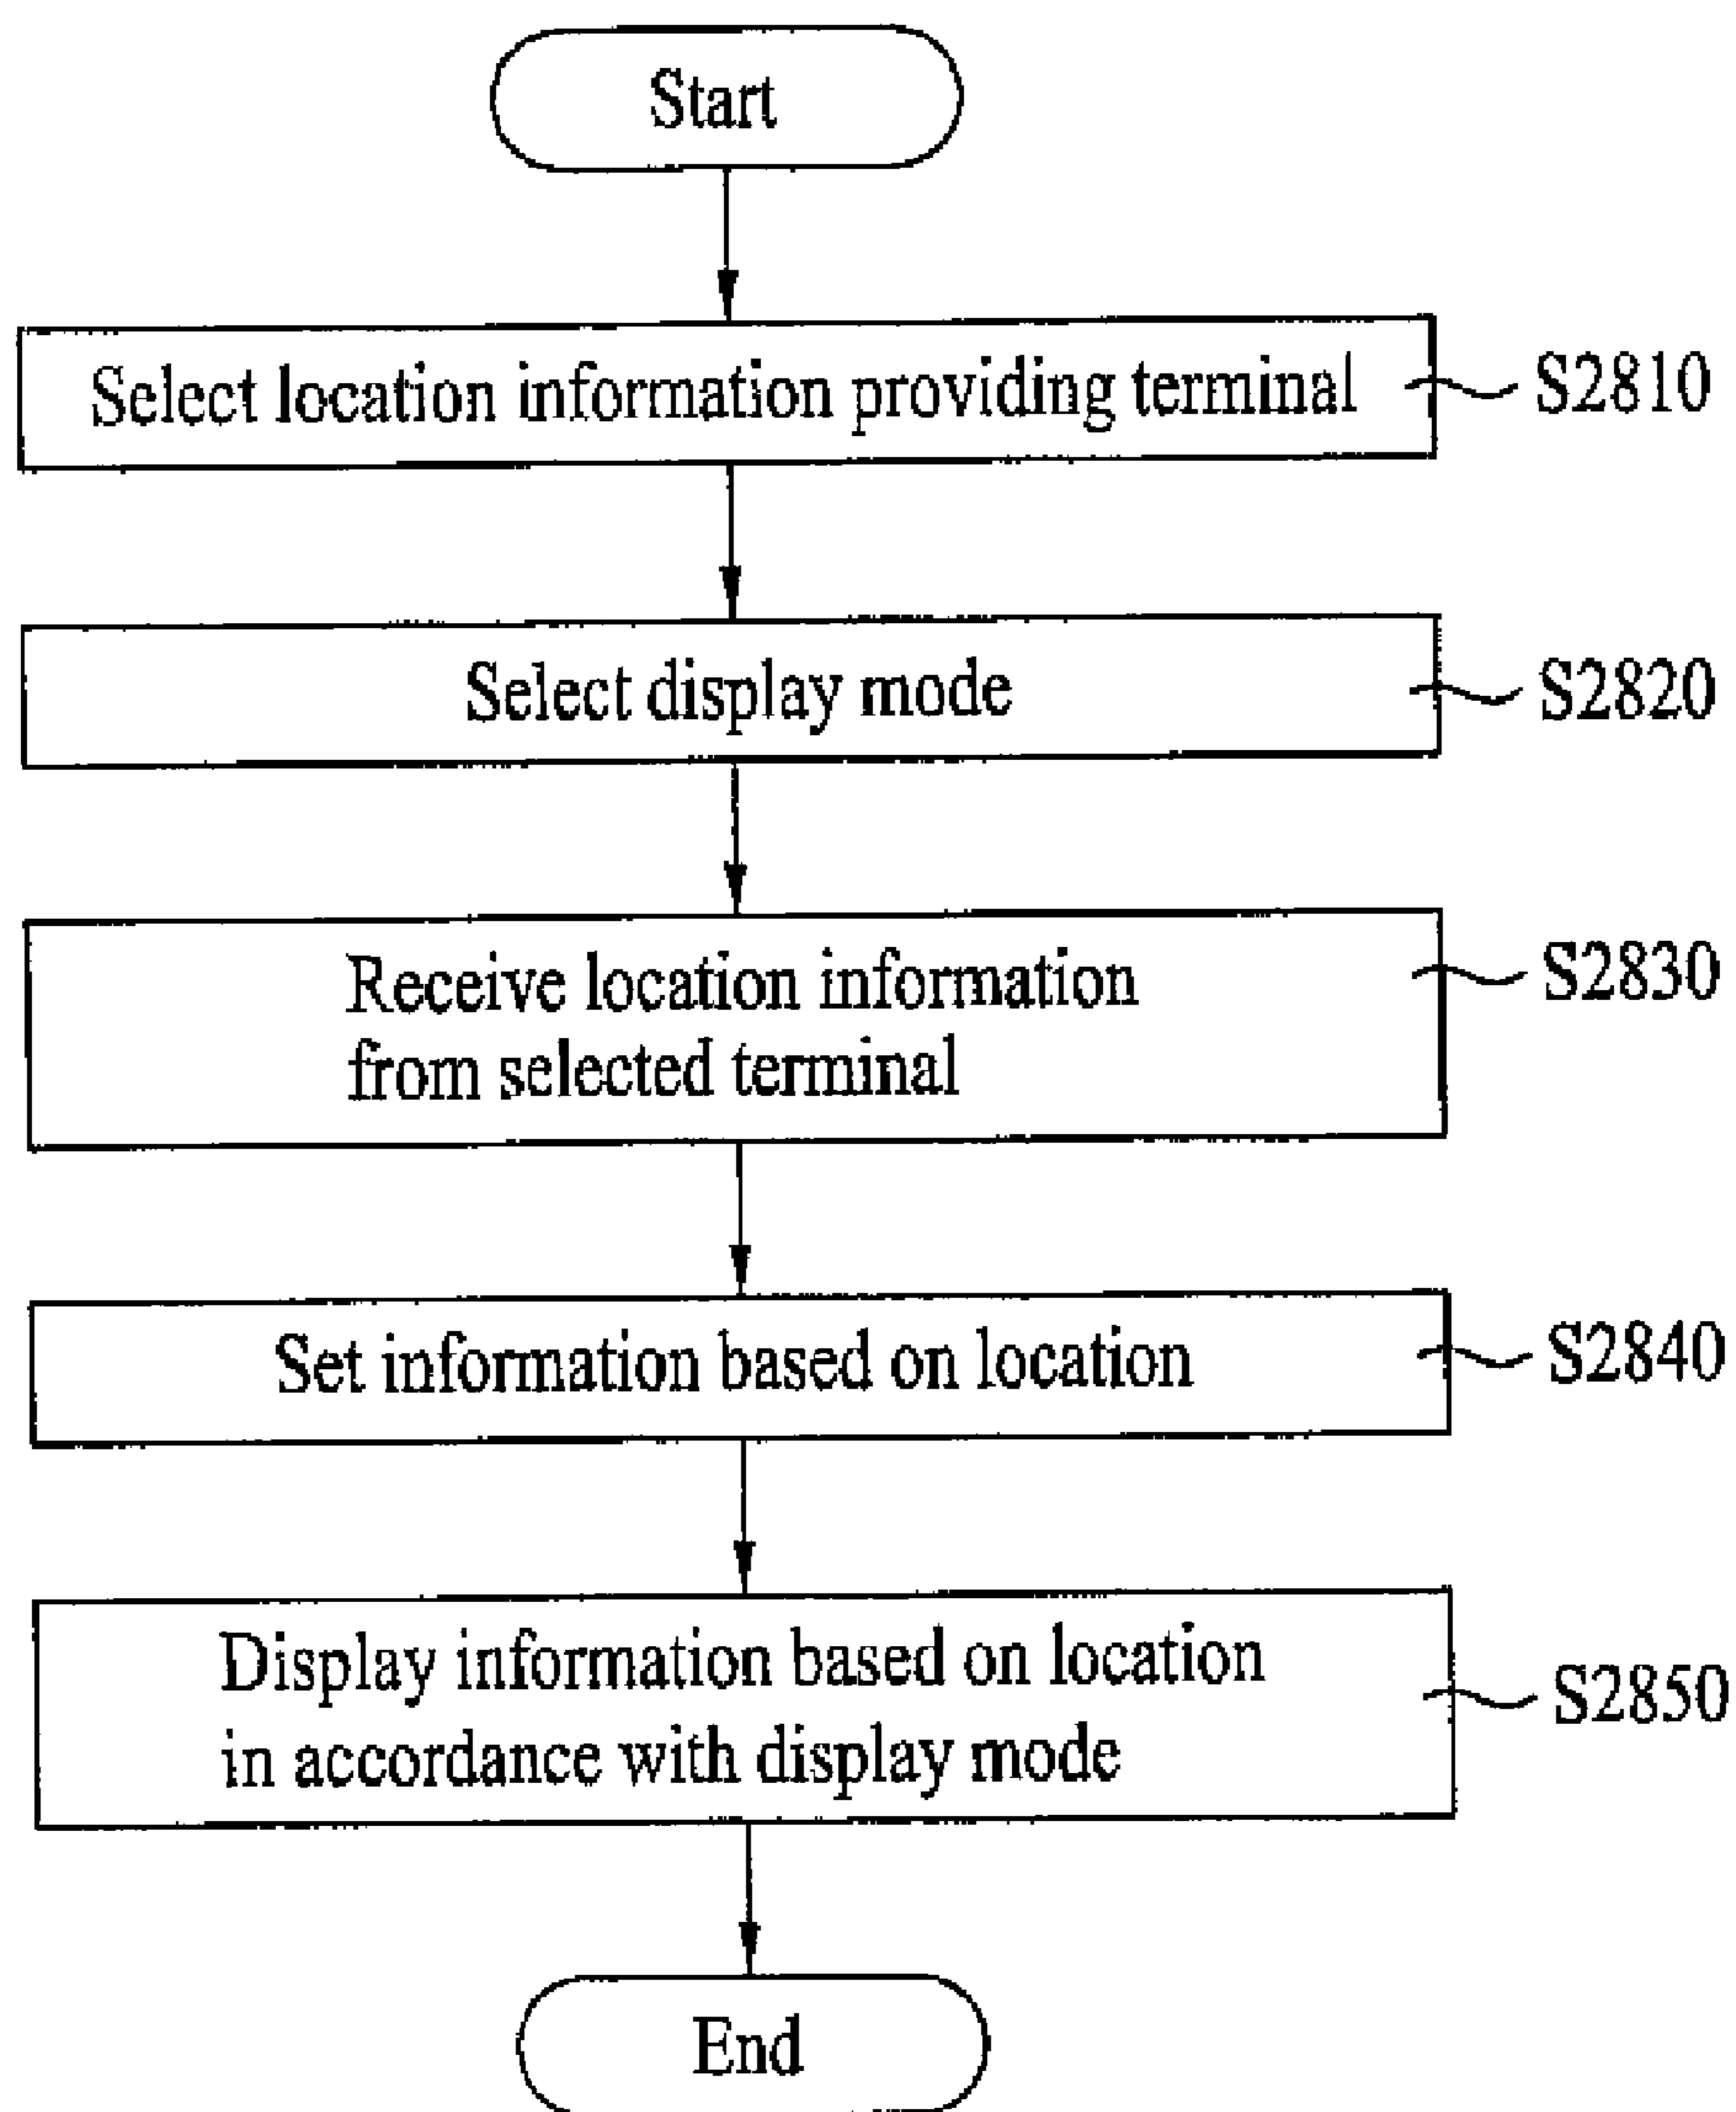 Start
Select location information providing terminal
S2810
Select display mode
S2820
Receive location information
from selected terminal
S2830
Set information based on location
S2840
Display information based on location
in accordance with display mode
S2850
End